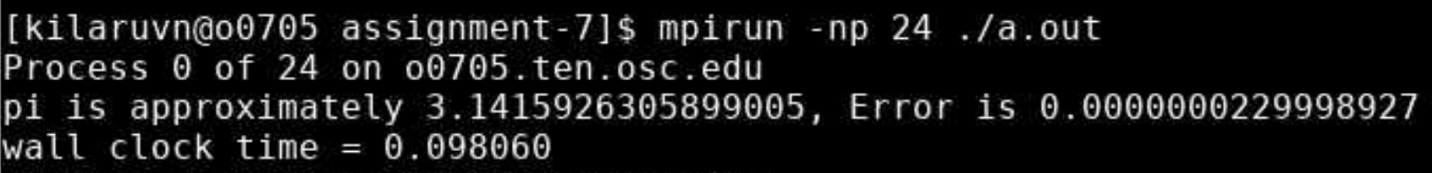 [kilaruvn@o0705 assignment-7]$ mpirun -np 24 ./a.out
Process 0 of 24 on o0705.ten.osc.edu
pi is approximately 3.1415926305899005, Error is 0.0000000229998927
wall clock time = 0.098060